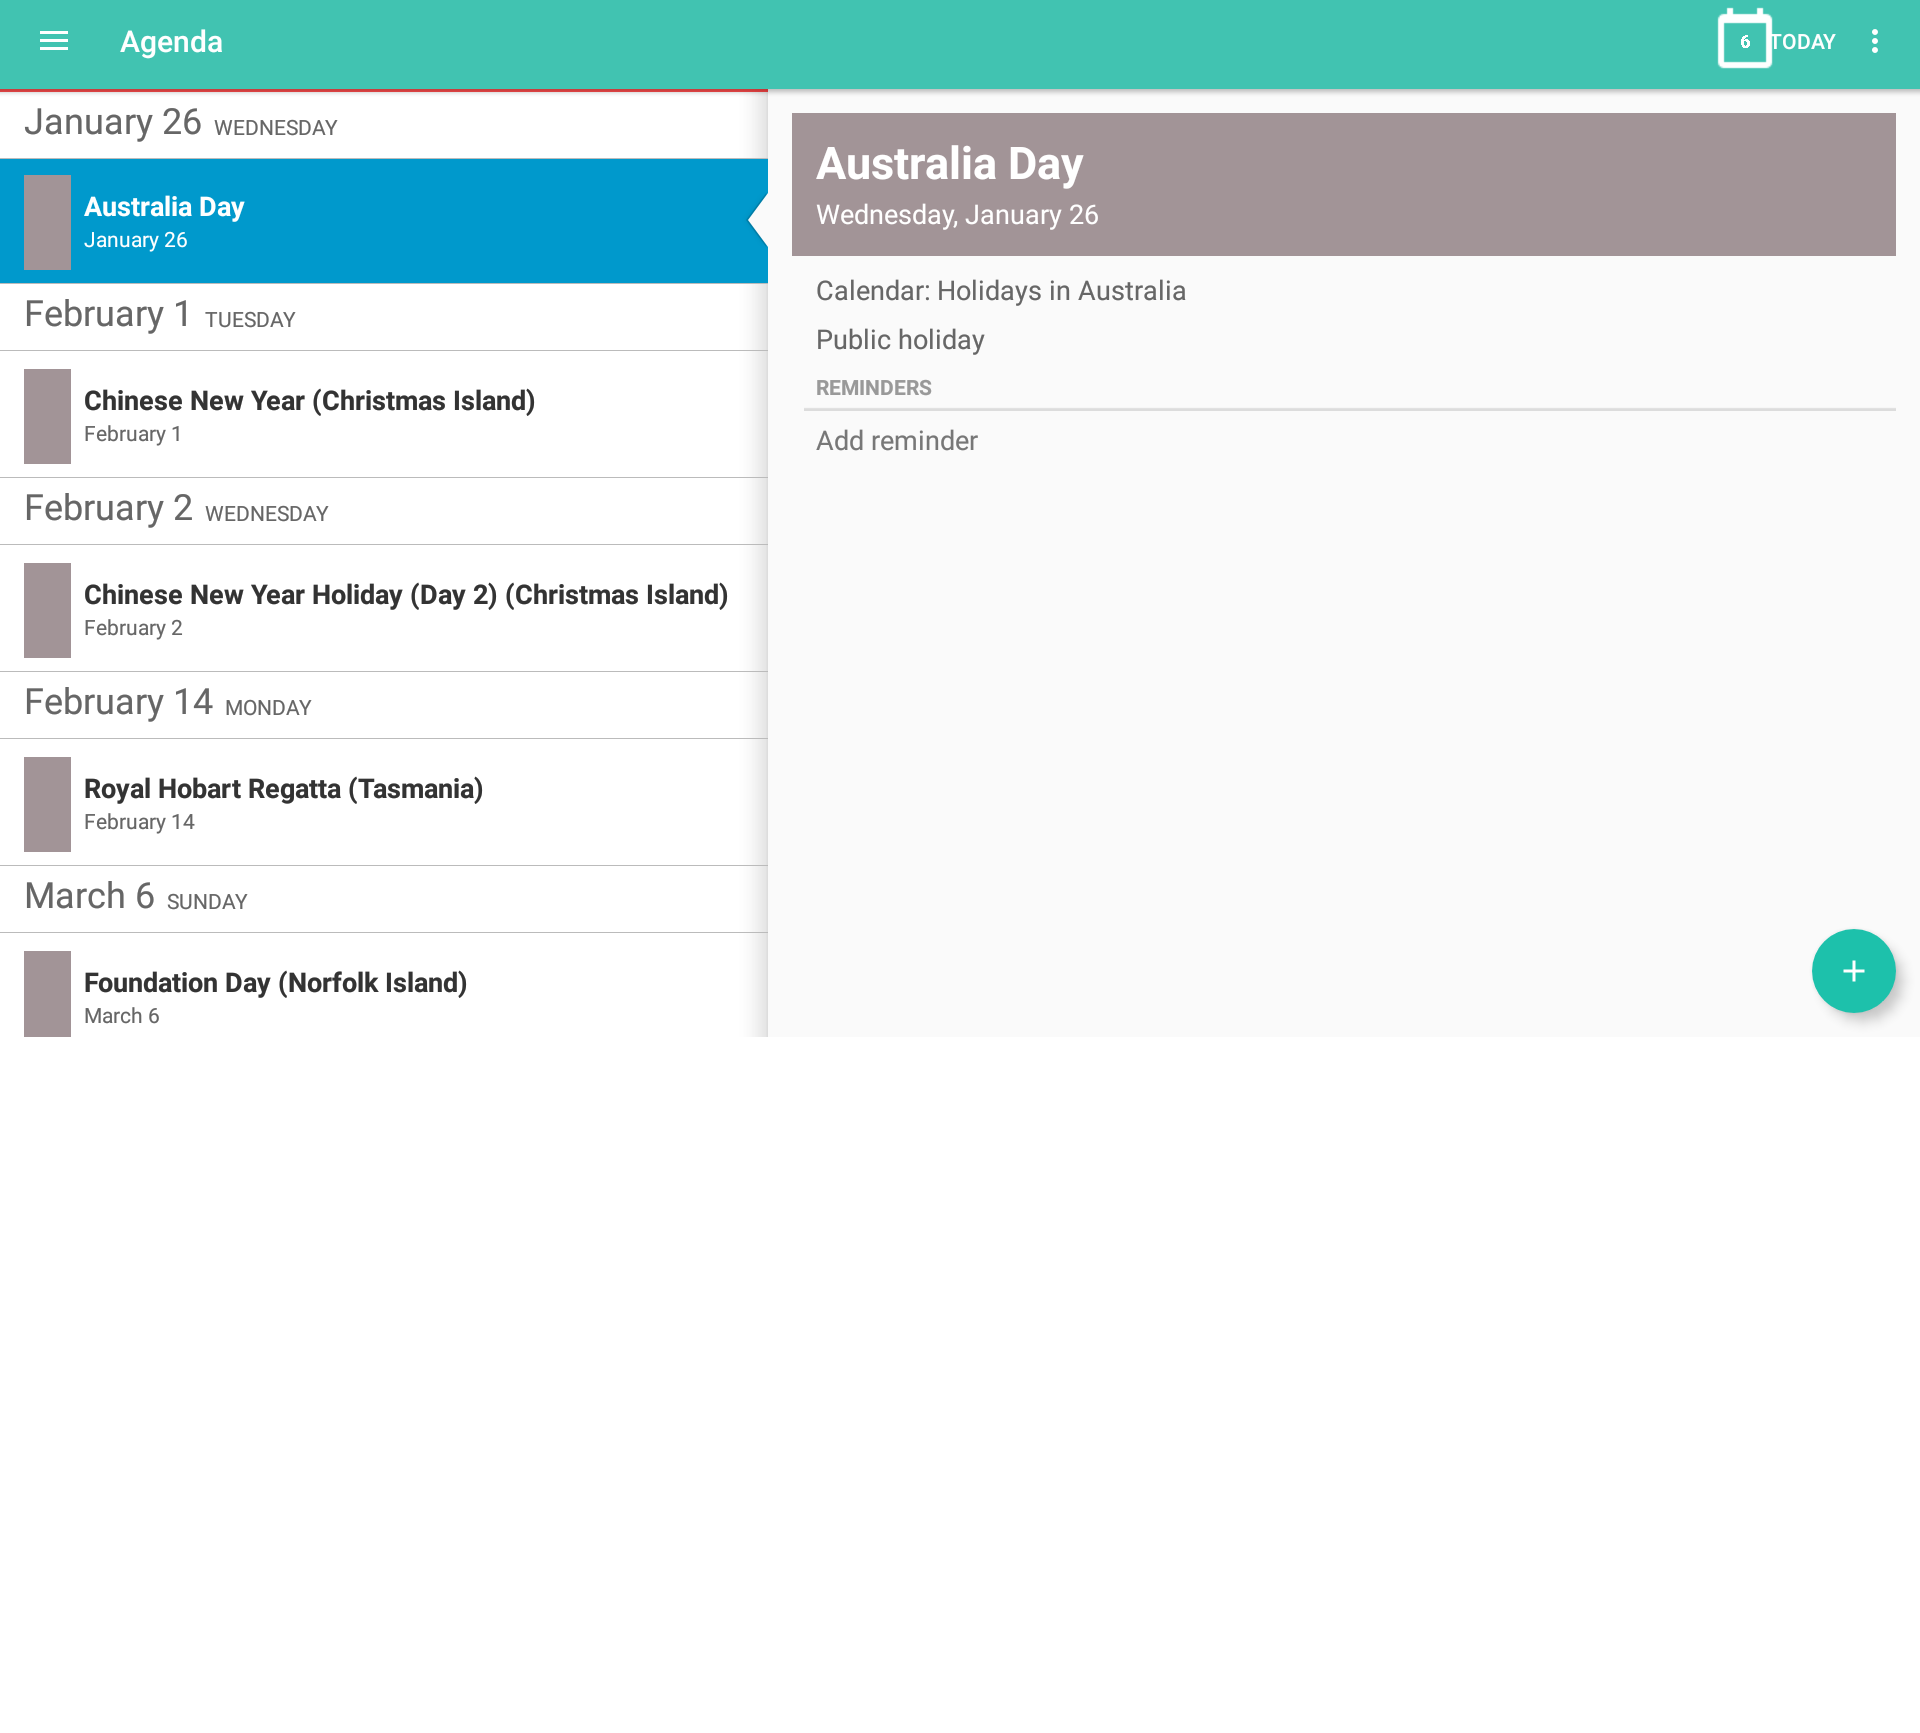 Agenda
6 TODAY
January 26 WEDNESDAY
Australia Day
January 26
February 1 TUESDAY
Chinese New Year (Christmas Island)
February 1
February 2 WEDNESDAY
Chinese New Year Holiday (Day 2) (Christmas Island)
February 2
February 14 MONDAY
Royal Hobart Regatta (Tasmania)
February 14
March 6 SUNDAY
Foundation Day (Norfolk Island)
March 6
Australia Day
Wednesday, January 26
Calendar: Holidays in Australia
Public holiday
REMINDERS
Add reminder